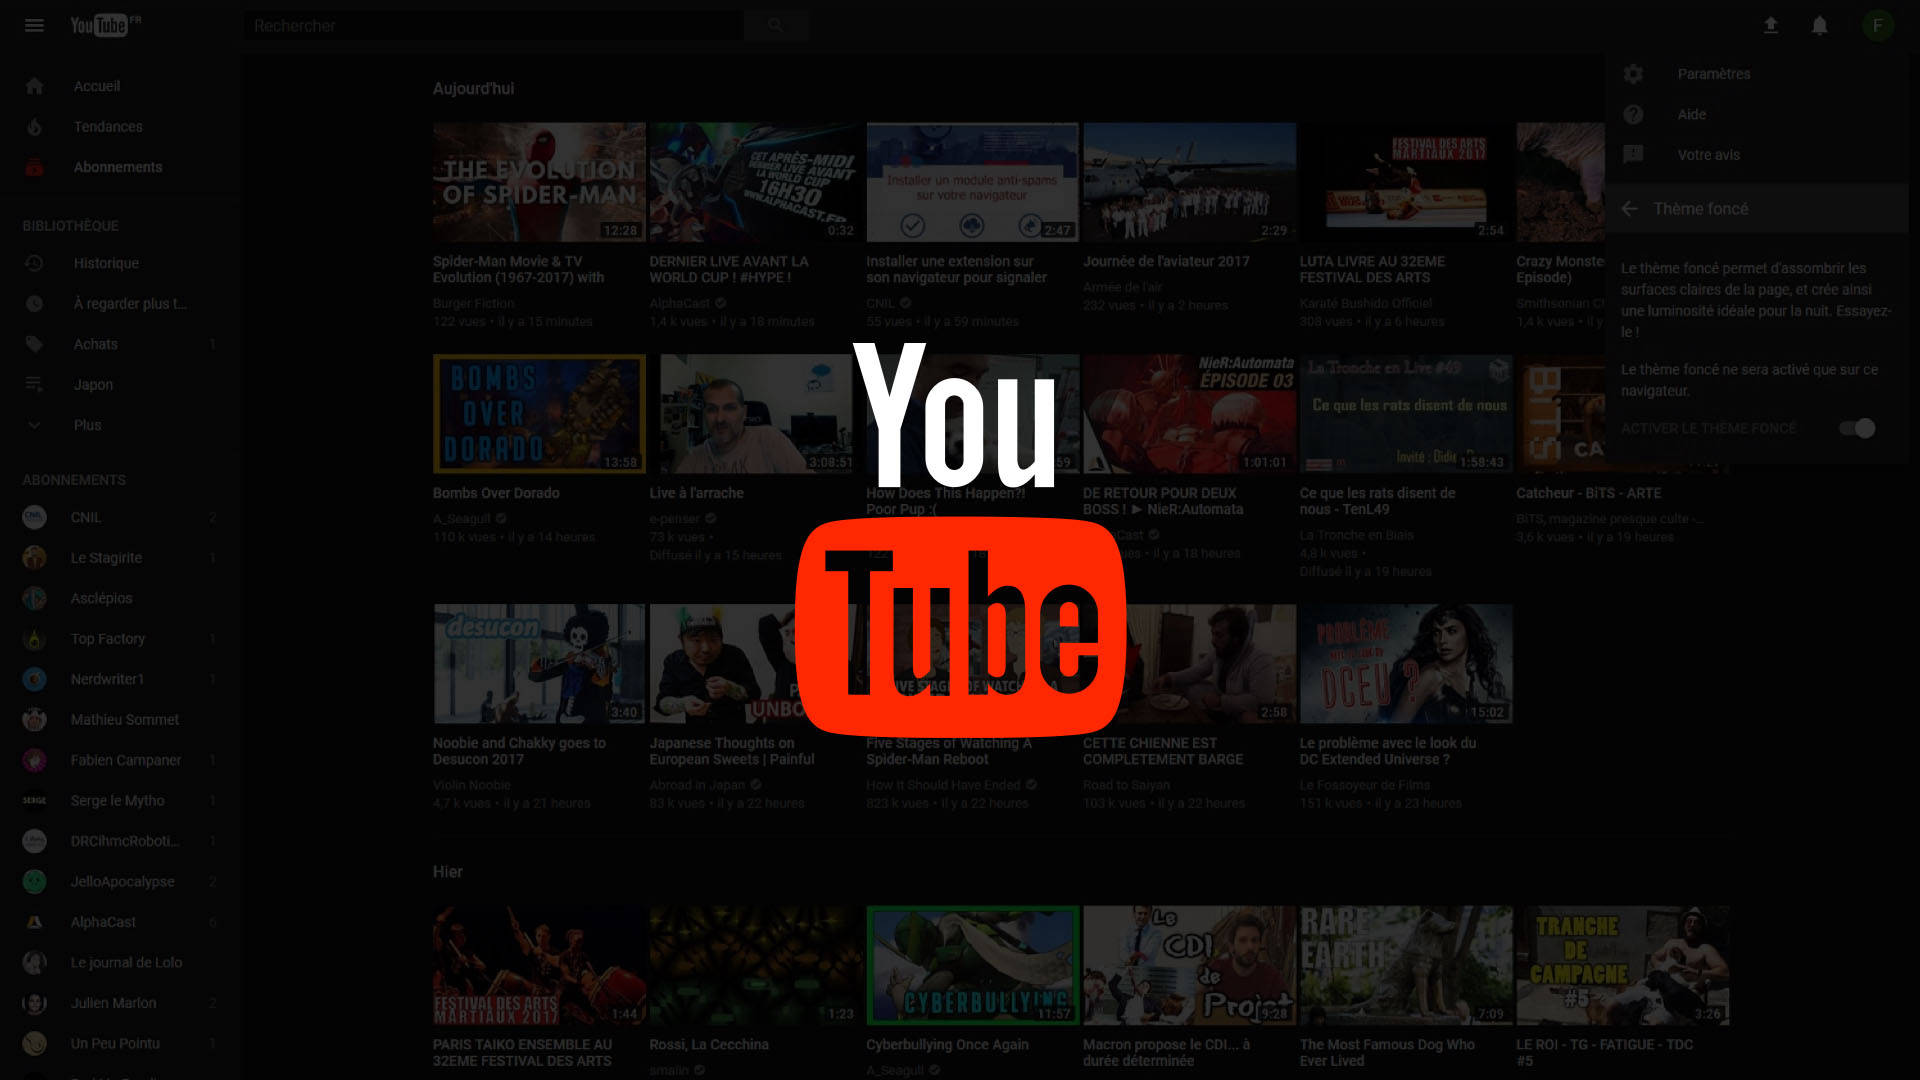 YouTube FR
Rechercher
F
Accueil
Tendances
Abonnements
BIBLIOTHÈQUE
Historique
À regarder plus t...
Achats 1
Japon
Plus
ABONNEMENTS
CNIL 2
Le Stagirite 1
Asclépios
Top Factory 1
Nerdwriter1 1
Mathieu Sommet
Fabien Campaner 1
SERGE
Serge le Mytho 1
DRCihmcRoboti... 1
JelloApocalypse 2
AlphaCast 6
Le journal de Lolo
Julien Marlon 2
Un Peu Pointu 1
Paramètres
Aide
Votre avis
Thème foncé
Le thème foncé permet d'assombrir les
surfaces claires de la page, et crée ainsi
une luminosité idéale pour la nuit. Essayez-
le !
Le thème foncé ne sera activé que sur ce
navigateur.
ACTIVER LE THÈME FONCÉ
Aujourd'hui
THE EVOLUTION
OF SPIDER-MAN
12:28
Spider-Man Movie & TV
Evolution (1967-2017) with
Burger Fiction
122 vues • il y a 15 minutes
CET APRÈS-MIDI
DERNIER LIVE AVANT
LA WORLD CUP
16H30
WWW.ALPHACAST.FR
0:32
DERNIER LIVE AVANT LA
WORLD CUP ! #HYPE !
AlphaCast
1,4 k vues • il y a 18 minutes
Installer un module anti-spams
sur votre navigateur
2:47
Installer une extension sur
son navigateur pour signaler
CNIL
55 vues • il y a 59 minutes
2:29
Journée de l'aviateur 2017
Armée de l'air
232 vues • il y a 2 heures
FESTIVAL DES ARTS
MARTIAUX 2017
2:54
LUTA LIVRE AU 32EME
FESTIVAL DES ARTS
Karaté Bushido Officiel
308 vues • il y a 6 heures
Crazy Monste
Episode)
Smithsonian C
1,4 k vues • il y
BOMBS
OVER
DORADO
13:58
Bombs Over Dorado
A_Seagull
110 k vues • il y a 14 heures
3:08:51
Live à l'arrache
e-penser
73 k vues •
Diffusé il y a 15 heures
:59
How Does This Happen?!
Poor Pup :(
NieR:Automata
ÉPISODE 03
1:01:01
DE RETOUR POUR DEUX
BOSS ! ► NieR:Automata
Cast
ues • il y a 18 heures
La Tronche en Live #49
Ce que les rats disent de nous
Invité : Didie
1:58:43
Ce que les rats disent de
nous - TenL49
La Tronche en Biais
4,8 k vues •
Diffusé il y a 19 heures
BITS
CA
Catcheur - BiTS - ARTE
BiTS, magazine presque culte -...
3,6 k vues • il y a 19 heures
You
Tube
desucon
3:40
Noobie and Chakky goes to
Desucon 2017
Violin Noobie
4,7 k vues • il y a 21 heures
UNBO
Japanese Thoughts on
European Sweets | Painful
Abroad in Japan
83 k vues • il y a 22 heures
Five Stages of Watching A
Spider-Man Reboot
How It Should Have Ended
823 k vues • il y a 22 heures
2:58
CETTE CHIENNE EST
COMPLETEMENT BARGE
Road to Saiyan
103 k vues • il y a 22 heures
PROBLÈME
DCEU ?
15:02
Le problème avec le look du
DC Extended Universe ?
Le Fossoyeur de Films
151 k vues • il y a 23 heures
Hier
FESTIVAL DES ARTS
MARTIAUX 2017
1:44
PARIS TAIKO ENSEMBLE AU
32EME FESTIVAL DES ARTS
1:23
Rossi, La Cecchina
smalin
CYBERBULLYING
11:57
Cyberbullying Once Again
A_Seagull
Le
CDI
de
Projet
9:28
Macron propose le CDI... à
durée déterminée
RARE
EARTH
7:09
The Most Famous Dog Who
Ever Lived
TRANCHE
DE
CAMPAGNE
#5
3:26
LE ROI - TG - FATIGUE - TDC
#5